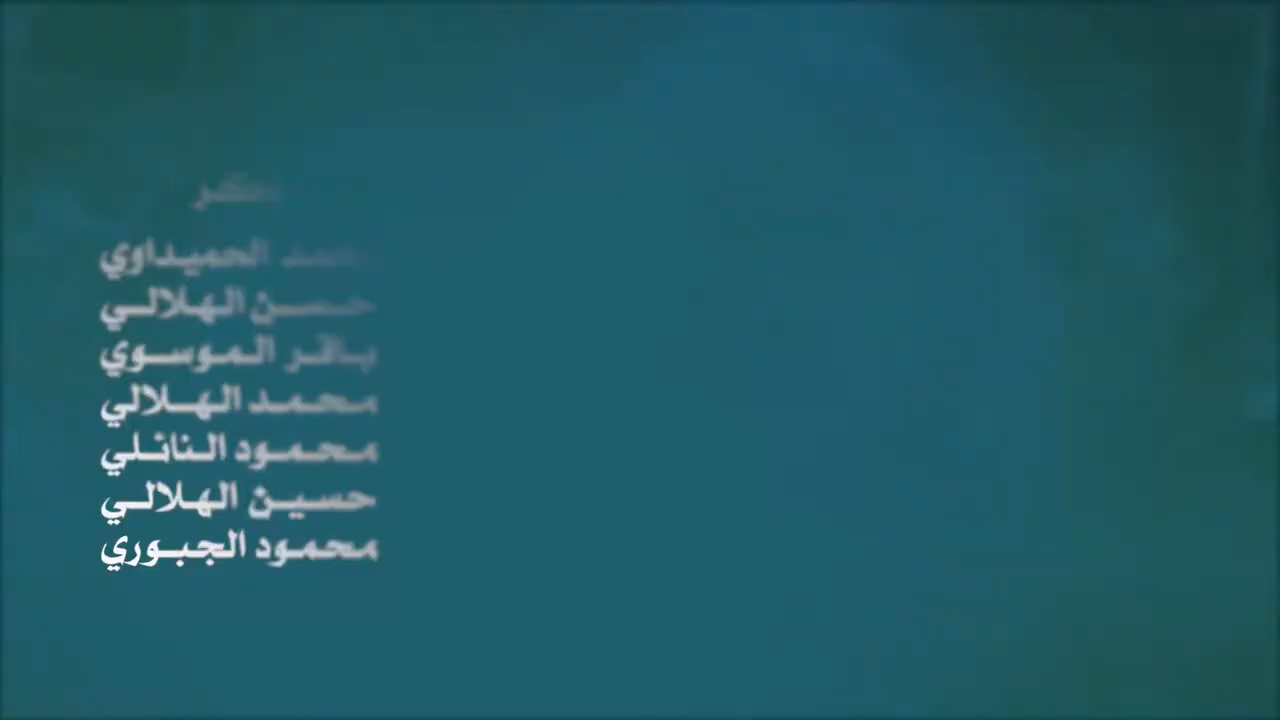 الحميداوي
حسن الهلالي
باقر الموسوي
محمد الهلالي
محمود النائلي
حسين الهلالي
محمود الجبوري